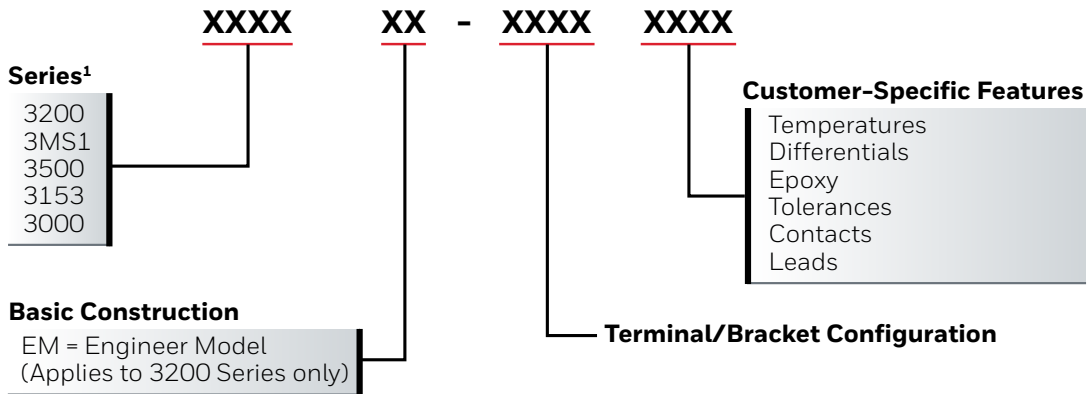 XXXX XX - XXXX XXXX
Series¹
3200
3MS1
3500
3153
3000
Customer-Specific Features
Temperatures
Differentials
Epoxy
Tolerances
Contacts
Leads
Basic Construction
EM = Engineer Model
(Applies to 3200 Series only)
Terminal/Bracket Configuration